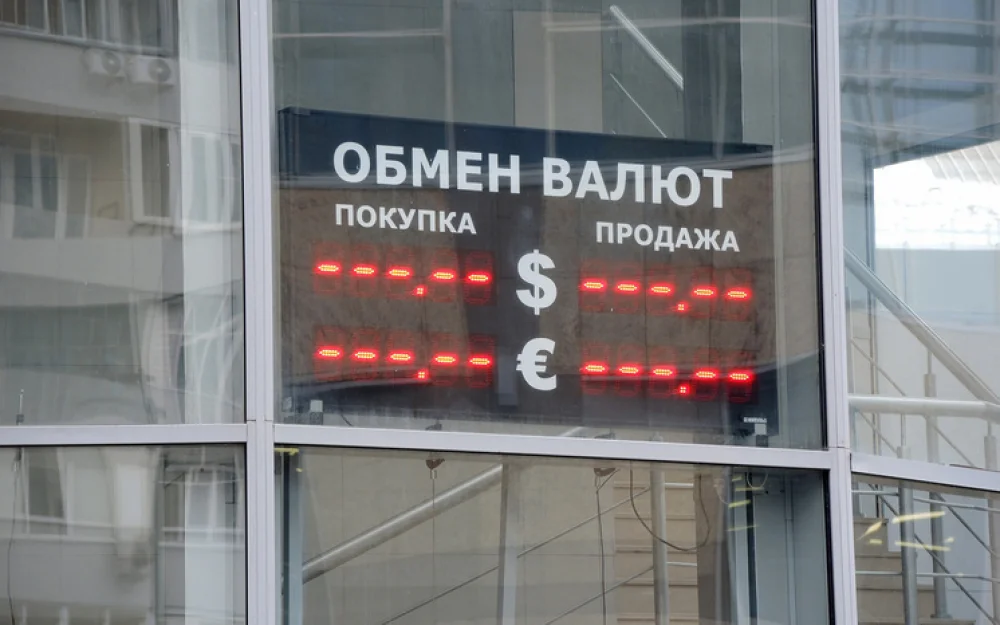 ОБМЕН ВАЛЮТ
ПОКУПКА ПРОДАЖА
---.-- $ ---.--
---.-- € ---.--